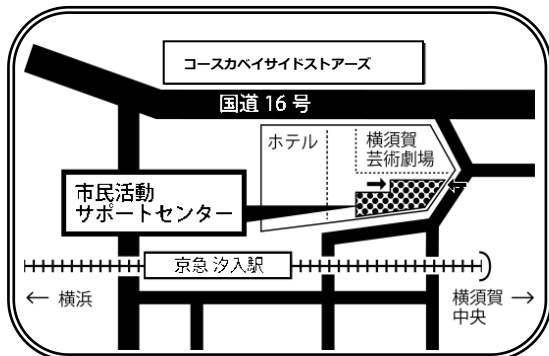 コースカベイサイドストアーズ
国道 16 号
ホテル
横須賀
芸術劇場
市民活動
サポートセンター
京急 汐入駅
← 横浜
横須賀 →
中央